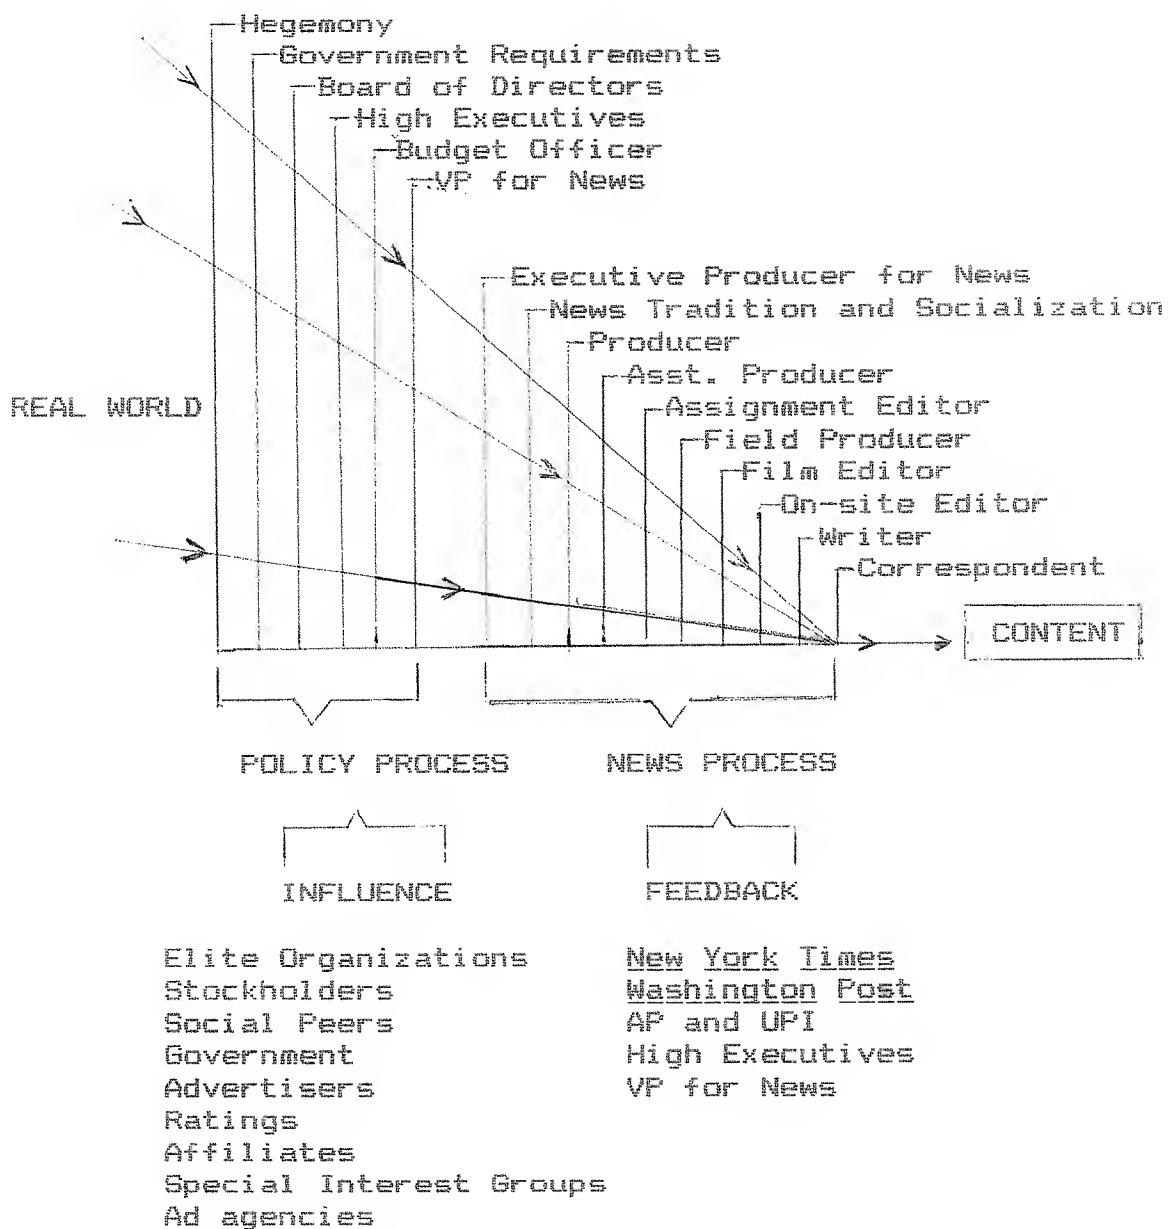 Hegemony
Government Requirements
Board of Directors
High Executives
Budget Officer
VP for News
Executive Producer for News
News Tradition and Socialization
Producer
Asst. Producer
REAL WORLD
Assignment Editor
Field Producer
Film Editor
On-site Editor
Writer
Correspondent
CONTENT
POLICY PROCESS
NEWS PROCESS
INFLUENCE
FEEDBACK
Elite Organizations
Stockholders
Social Peers
Government
Advertisers
Ratings
Affiliates
Special Interest Groups
Ad agencies
New York Times
Washington Post
AP and UPI
High Executives
VP for News